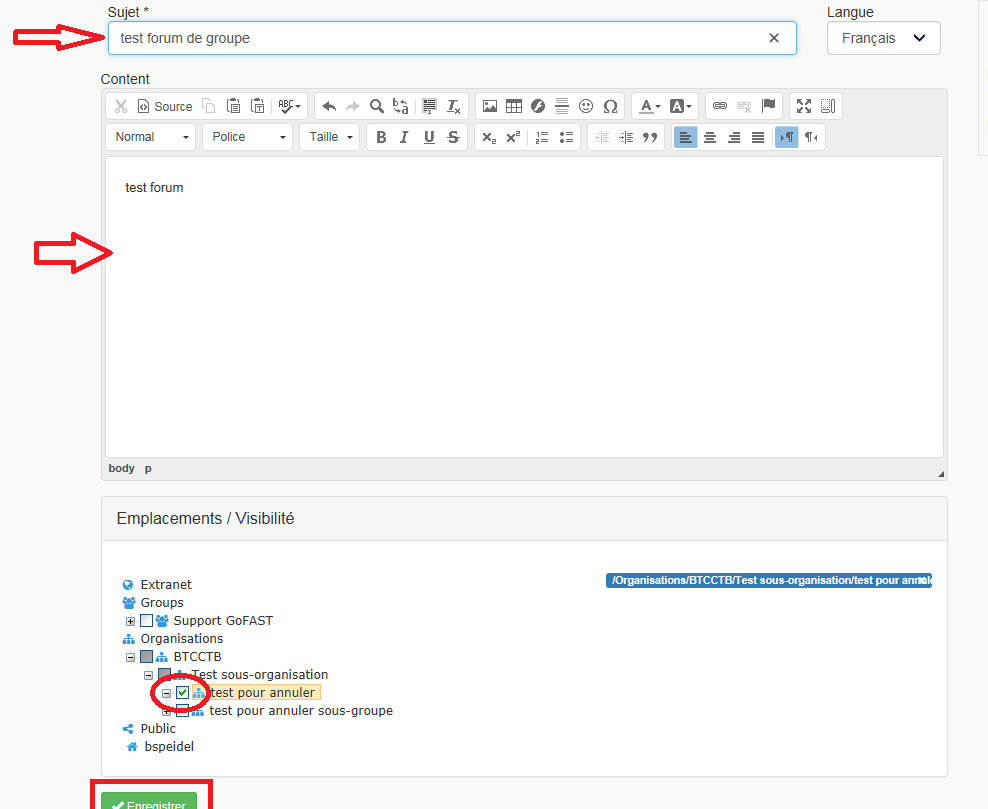 Sujet *
Langue
test forum de groupe
Français
Content
Source
ABC
Normal
Police
Taille
B I U S
test forum
body p
Emplacements / Visibilité
/Organisations/BTCCTB/Test sous-organisation/test pour
Extranet
Groups
Support GoFAST
Organisations
BTCCTB
Test sous-organisation
test pour annuler
test pour annuler sous-groupe
Public
bspeidel
Enregistrer